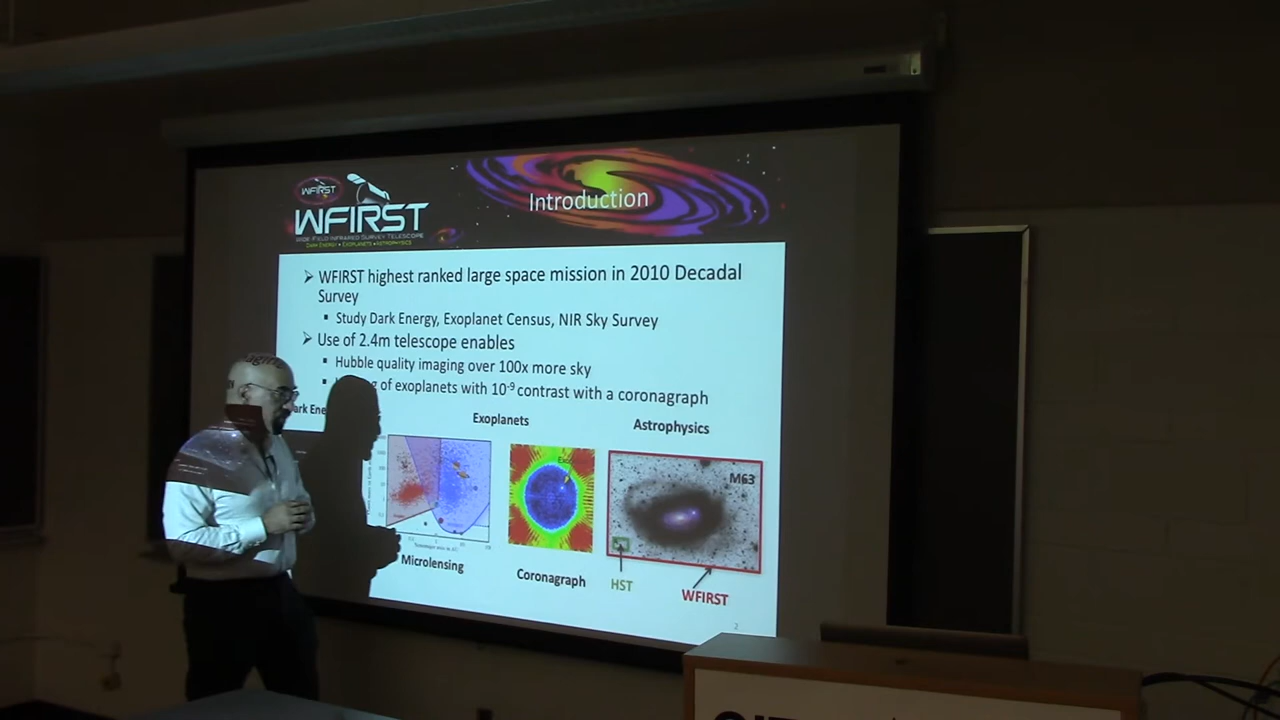 WFIRST
WFIRST
WIDE-FIELD INFRARED SURVEY TELESCOPE
DARK ENERGY • EXOPLANETS • ASTROPHYSICS
Introduction
➢ WFIRST highest ranked large space mission in 2010 Decadal
Survey
▪ Study Dark Energy, Exoplanet Census, NIR Sky Survey
➢ Use of 2.4m telescope enables
▪ Hubble quality imaging over 100x more sky
▪ of exoplanets with 10-9 contrast with a coronagraph
Exoplanets
Astrophysics
M63
Microlensing
Coronagraph
HST
WFIRST
2